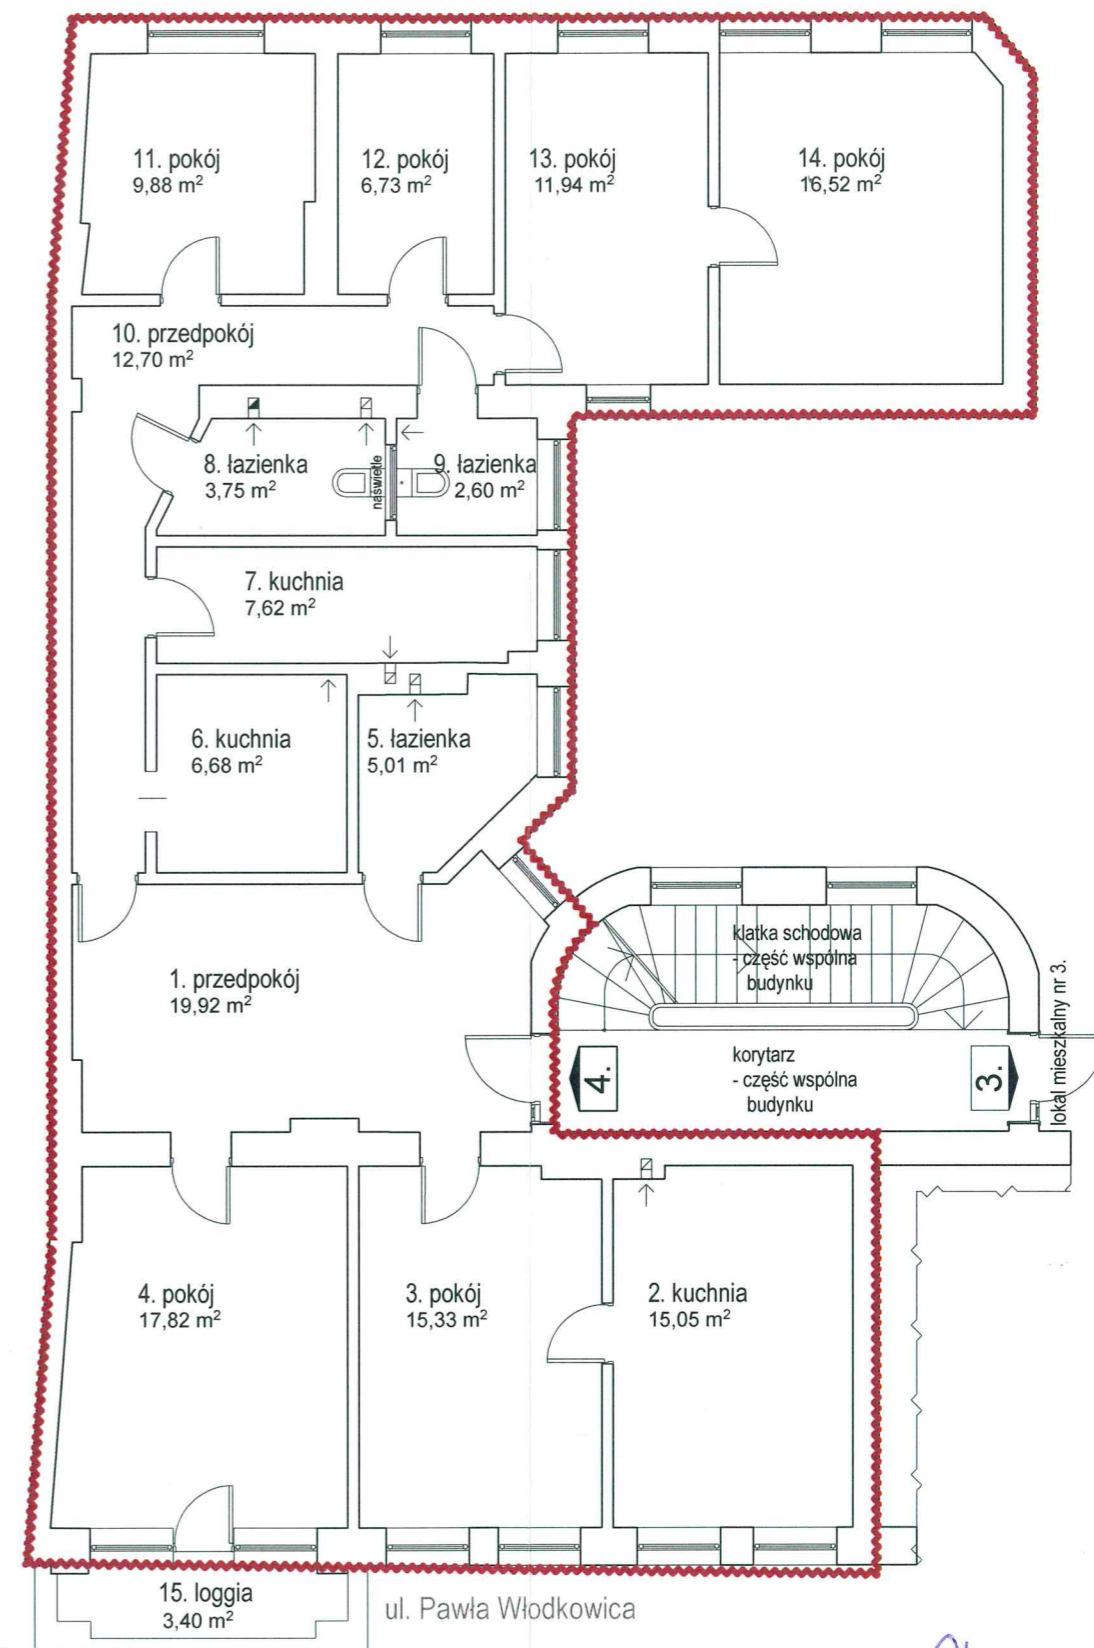 11. pokój
9,88 m²
12. pokój
6,73 m²
13. pokój
11,94 m²
14. pokój
16,52 m²
10. przedpokój
12,70 m²
8. łazienka
3,75 m²
naświetle
9. łazienka
2,60 m²
7. kuchnia
7,62 m²
6. kuchnia
6,68 m²
5. łazienka
5,01 m²
klatka schodowa
- część wspólna
budynku
1. przedpokój
19,92 m²
korytarz
- część wspólna
budynku
4.
3.
lokal mieszkalny nr 3.
4. pokój
17,82 m²
3. pokój
15,33 m²
2. kuchnia
15,05 m²
15. loggia
3,40 m²
ul. Pawła Włodkowica